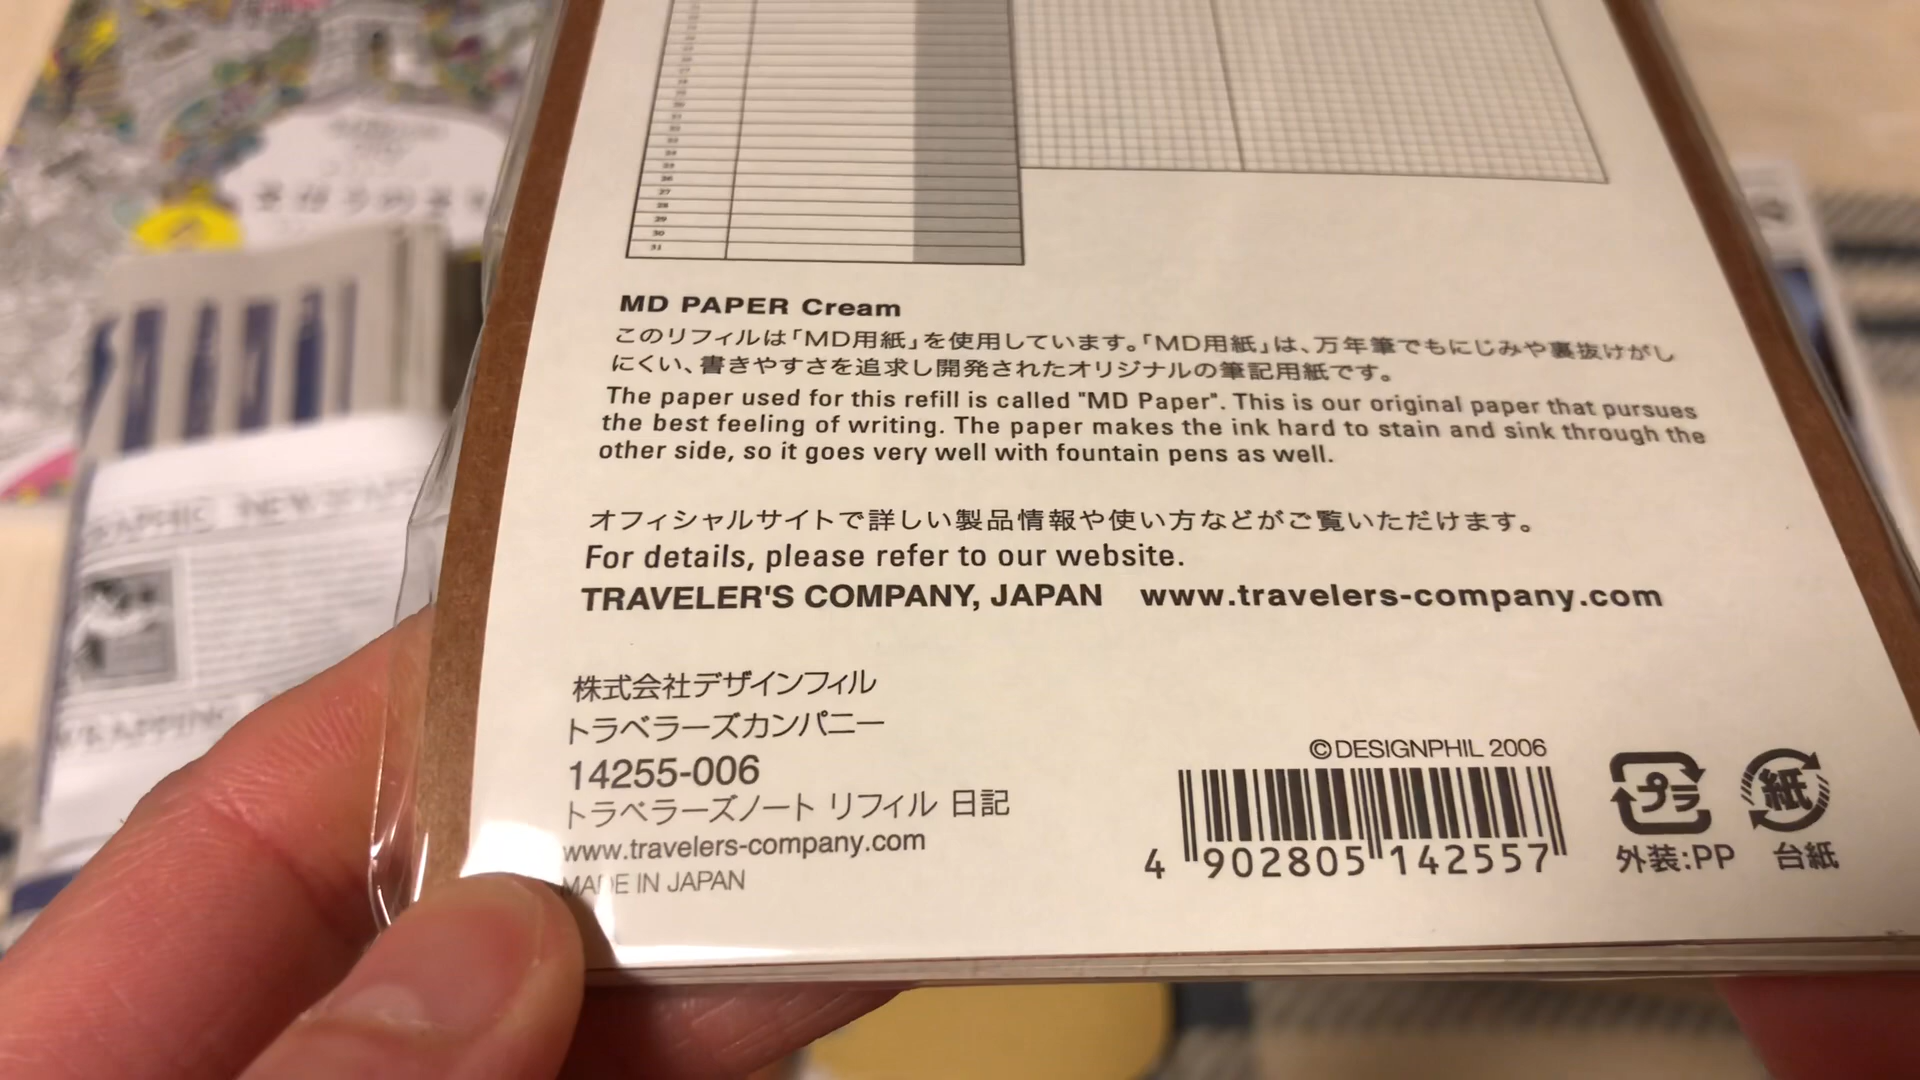 26
27
28
29
30
31
MD PAPER Cream
このリフィルは「MD用紙」を使用しています。「MD用紙」は、万年筆でもにじみや裏抜けがし
にくい、書きやすさを追求し開発されたオリジナルの筆記用紙です。
The paper used for this refill is called "MD Paper". This is our original paper that pursues
the best feeling of writing. The paper makes the ink hard to stain and sink through the
other side, so it goes very well with fountain pens as well.
オフィシャルサイトで詳しい製品情報や使い方などがご覧いただけます。
For details, please refer to our website.
TRAVELER'S COMPANY, JAPAN www.travelers-company.com
株式会社デザインフィル
トラベラーズカンパニー
14255-006
トラベラーズノート リフィル 日記
www.travelers-company.com
MADE IN JAPAN
©DESIGNPHIL 2006
4 902805 142557
プラ
外装:PP
紙
台紙
GRAPHIC NEWSPAPER
WRAPPING